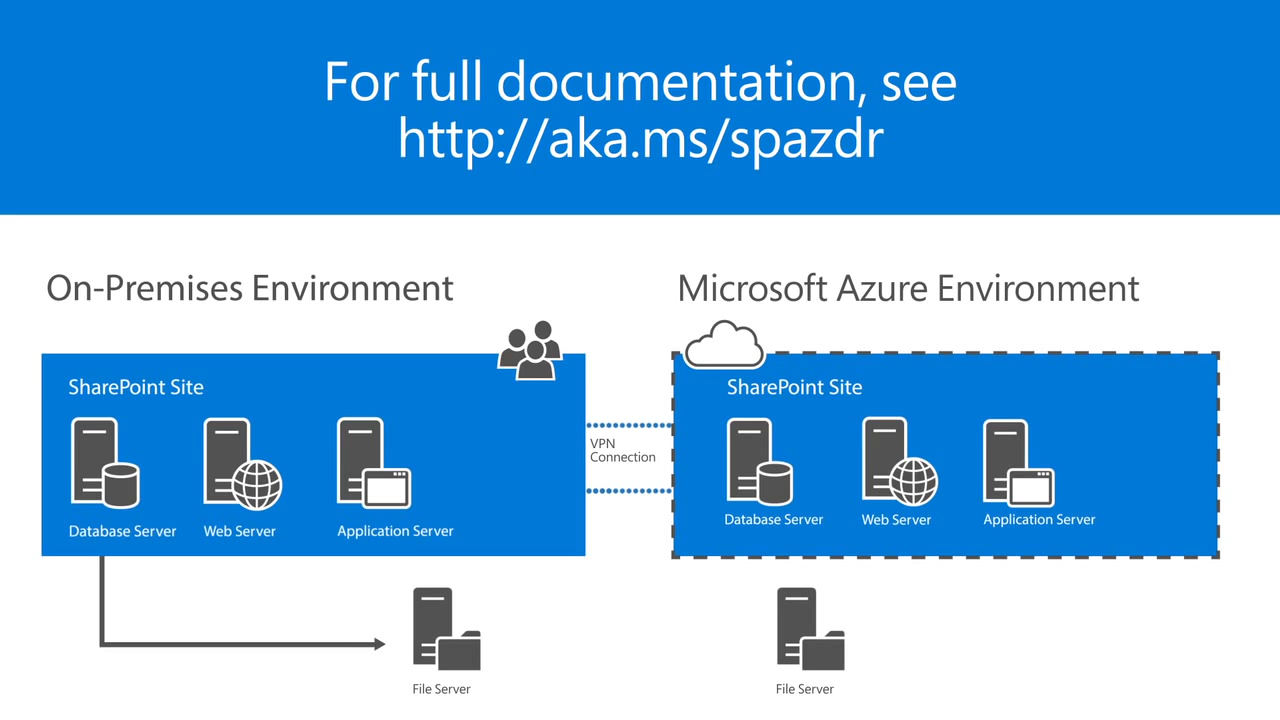 For full documentation, see
http://aka.ms/spazdr
On-Premises Environment
SharePoint Site
Database Server
Web Server
Application Server
VPN
Connection
Microsoft Azure Environment
SharePoint Site
Database Server
Web Server
Application Server
File Server
File Server